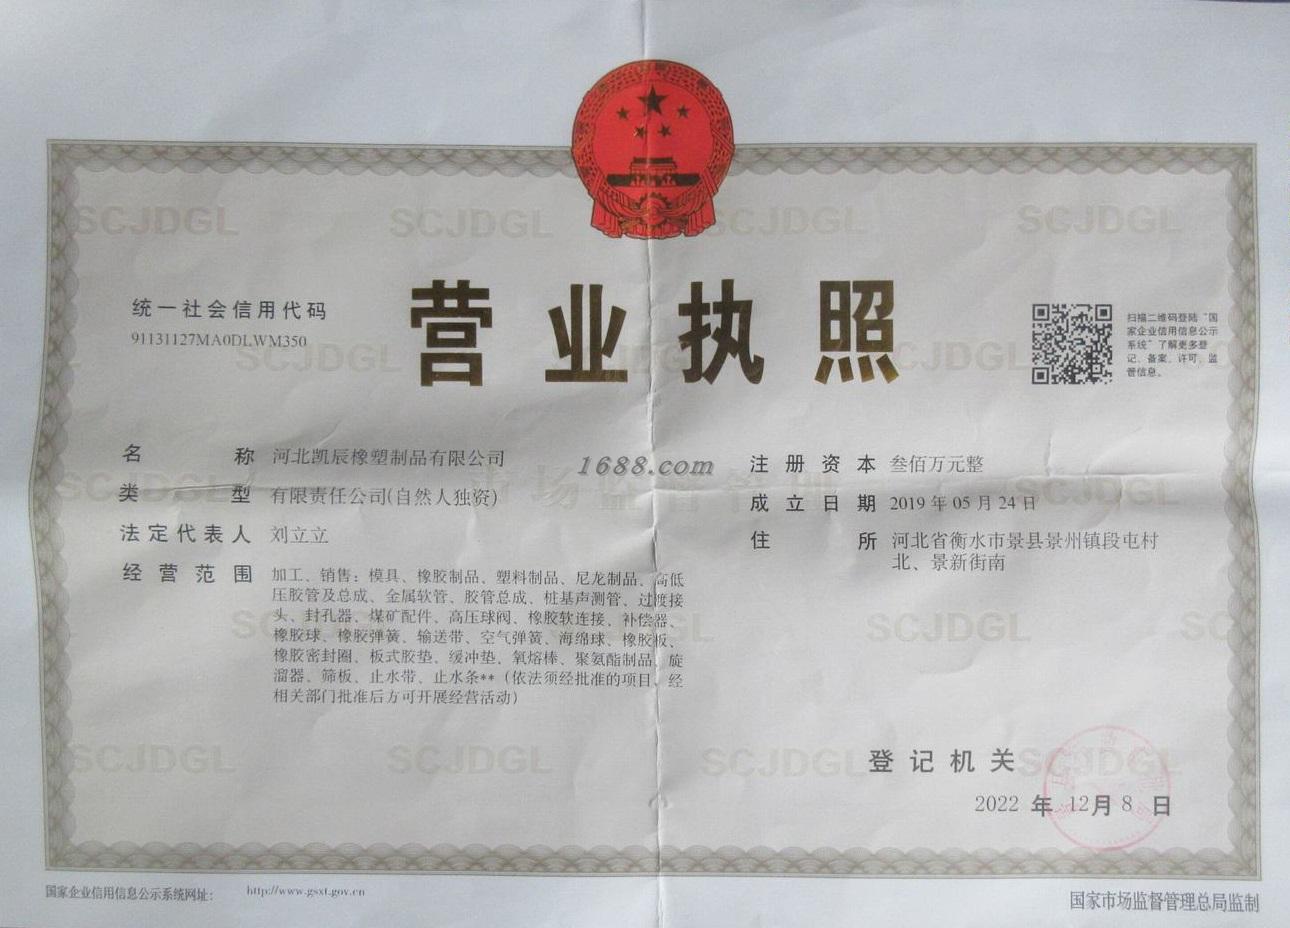 营业执照
统一社会信用代码
91131127MA0DLWM350
扫描二维码登陆“国
家企业信用信息公示
系统”了解更多登
记、备案、许可、监
管信息。
名称 河北凯辰橡塑制品有限公司
类型 有限责任公司(自然人独资)
法定代表人 刘立立
经营范围 加工、销售：模具、橡胶制品、塑料制品、尼龙制品、高低
压胶管及总成、金属软管、胶管总成、桩基声测管、过渡接
头、封孔器、煤矿配件、高压球阀、橡胶软连接、补偿器、
橡胶球、橡胶弹簧、输送带、空气弹簧、海绵球、橡胶板、
橡胶密封圈、板式胶垫、缓冲垫、氧熔棒、聚氨酯制品、旋
溜器、筛板、止水带、止水条**（依法须经批准的项目，经
相关部门批准后方可开展经营活动）
1688.com
注册资本 叁佰万元整
成立日期 2019年05月24日
住所 河北省衡水市景县景州镇段屯村
北、景新街南
登记机关
2022年12月8日
国家企业信用信息公示系统网址： http://www.gsxt.gov.cn
国家市场监督管理总局监制
SCJDGL